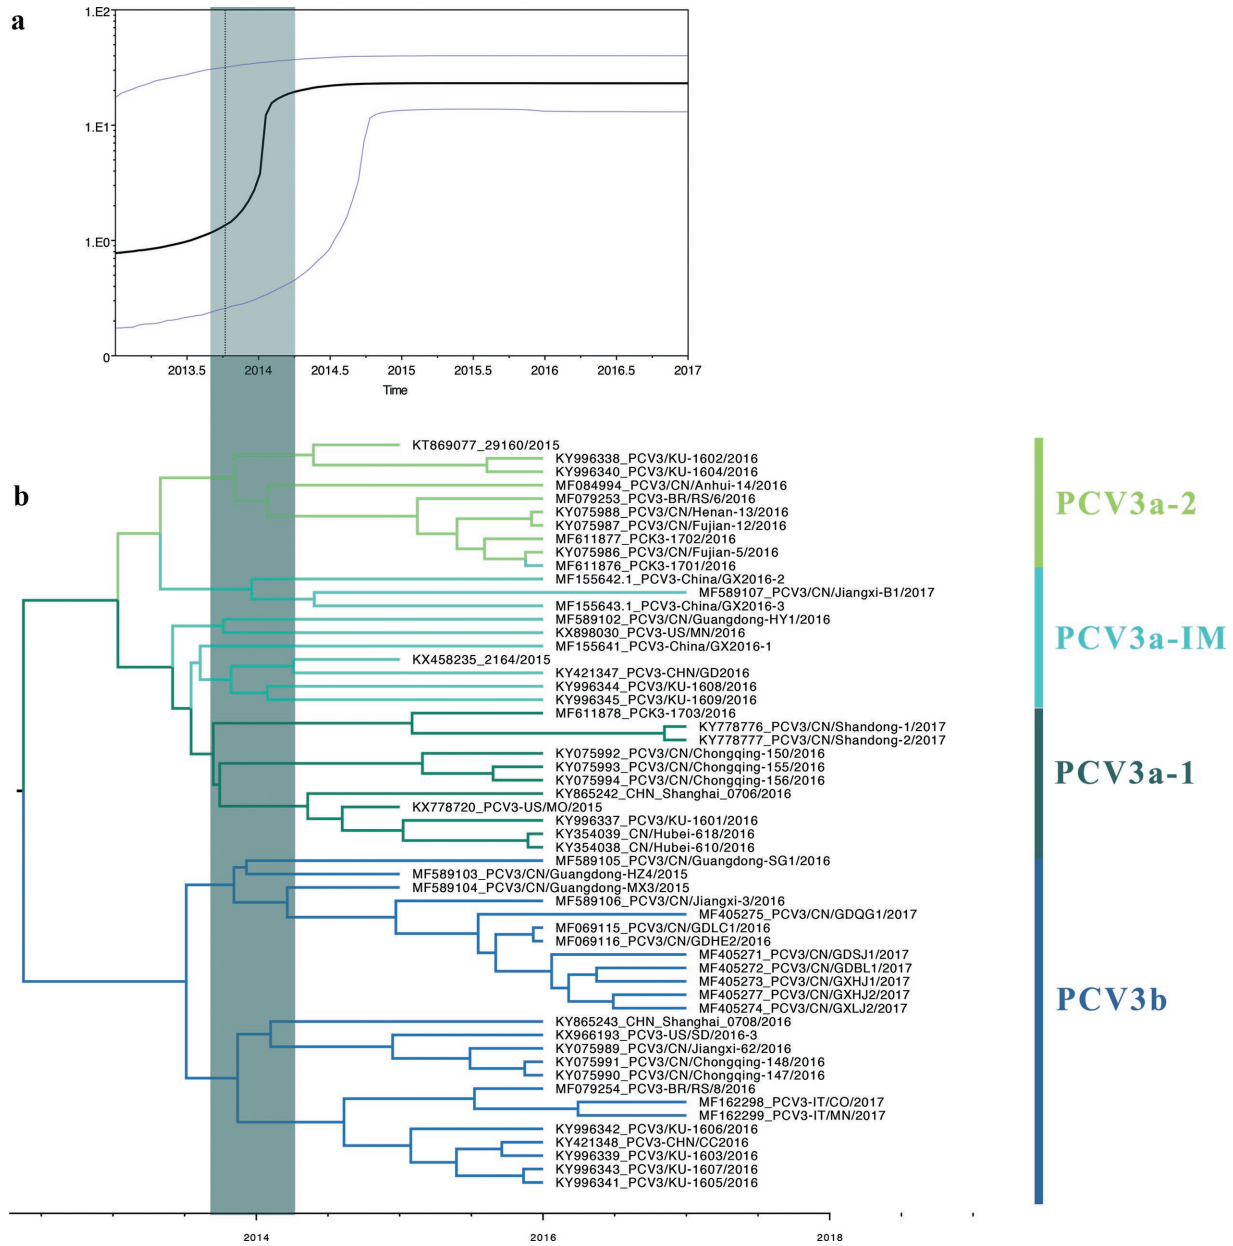 a
1.E2
1.E1
1.E0
0
2013.5 2014 2014.5 2015 2015.5 2016 2016.5 2017
Time
b
KT869077_29160/2015
KY996338_PCV3/KU-1602/2016
KY996340_PCV3/KU-1604/2016
MF084994_PCV3/CN/Anhui-14/2016
MF079253_PCV3-BR/RS/6/2016
KY075988_PCV3/CN/Henan-13/2016
KY075987_PCV3/CN/Fujian-12/2016
MF611877_PCK3-1702/2016
KY075986_PCV3/CN/Fujian-5/2016
MF611876_PCK3-1701/2016
PCV3a-2
MF155642.1_PCV3-China/GX2016-2
MF589107_PCV3/CN/Jiangxi-B1/2017
MF155643.1_PCV3-China/GX2016-3
MF589102_PCV3/CN/Guangdong-HY1/2016
KX898030_PCV3-US/MN/2016
MF155641_PCV3-China/GX2016-1
KX458235_2164/2015
KY421347_PCV3-CHN/GD2016
KY996344_PCV3/KU-1608/2016
KY996345_PCV3/KU-1609/2016
PCV3a-IM
MF611878_PCK3-1703/2016
KY778776_PCV3/CN/Shandong-1/2017
KY778777_PCV3/CN/Shandong-2/2017
KY075992_PCV3/CN/Chongqing-150/2016
KY075993_PCV3/CN/Chongqing-155/2016
KY075994_PCV3/CN/Chongqing-156/2016
KY865242_CHN_Shanghai_0706/2016
KX778720_PCV3-US/MO/2015
KY996337_PCV3/KU-1601/2016
KY354039_CN/Hubei-618/2016
KY354038_CN/Hubei-610/2016
PCV3a-1
MF589105_PCV3/CN/Guangdong-SG1/2016
MF589103_PCV3/CN/Guangdong-HZ4/2015
MF589104_PCV3/CN/Guangdong-MX3/2015
MF589106_PCV3/CN/Jiangxi-3/2016
MF405275_PCV3/CN/GDQG1/2017
MF069115_PCV3/CN/GDLC1/2016
MF069116_PCV3/CN/GDHE2/2016
MF405271_PCV3/CN/GDSJ1/2017
MF405272_PCV3/CN/GDBL1/2017
MF405273_PCV3/CN/GXHJ1/2017
MF405277_PCV3/CN/GXHJ2/2017
MF405274_PCV3/CN/GXLJ2/2017
KY865243_CHN_Shanghai_0708/2016
KX966193_PCV3-US/SD/2016-3
KY075989_PCV3/CN/Jiangxi-62/2016
KY075991_PCV3/CN/Chongqing-148/2016
KY075990_PCV3/CN/Chongqing-147/2016
MF079254_PCV3-BR/RS/8/2016
MF162298_PCV3-IT/CO/2017
MF162299_PCV3-IT/MN/2017
KY996342_PCV3/KU-1606/2016
KY421348_PCV3-CHN/CC2016
KY996339_PCV3/KU-1603/2016
KY996343_PCV3/KU-1607/2016
KY996341_PCV3/KU-1605/2016
PCV3b
2014 2016 2018